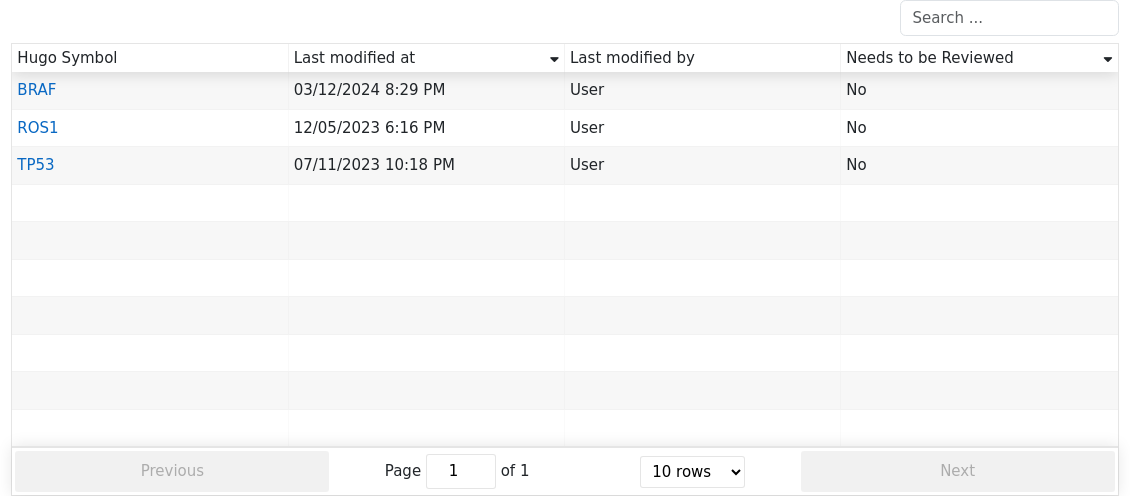 Search ...
Hugo Symbol Last modified at Last modified by Needs to be Reviewed
BRAF 03/12/2024 8:29 PM User No
ROS1 12/05/2023 6:16 PM User No
TP53 07/11/2023 10:18 PM User No
Previous Page 1 of 1 10 rows Next